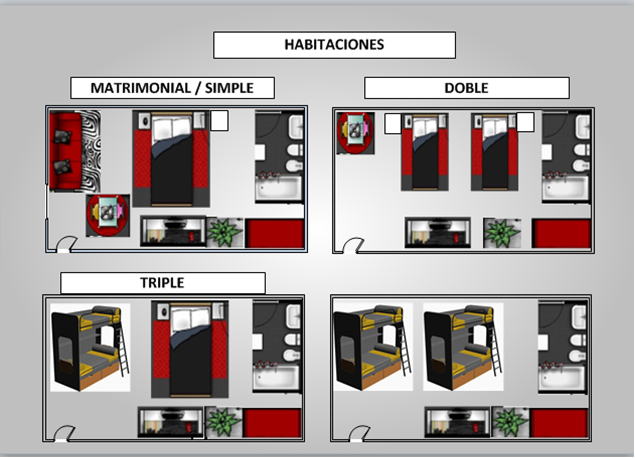 HABITACIONES
MATRIMONIAL / SIMPLE
DOBLE
TRIPLE